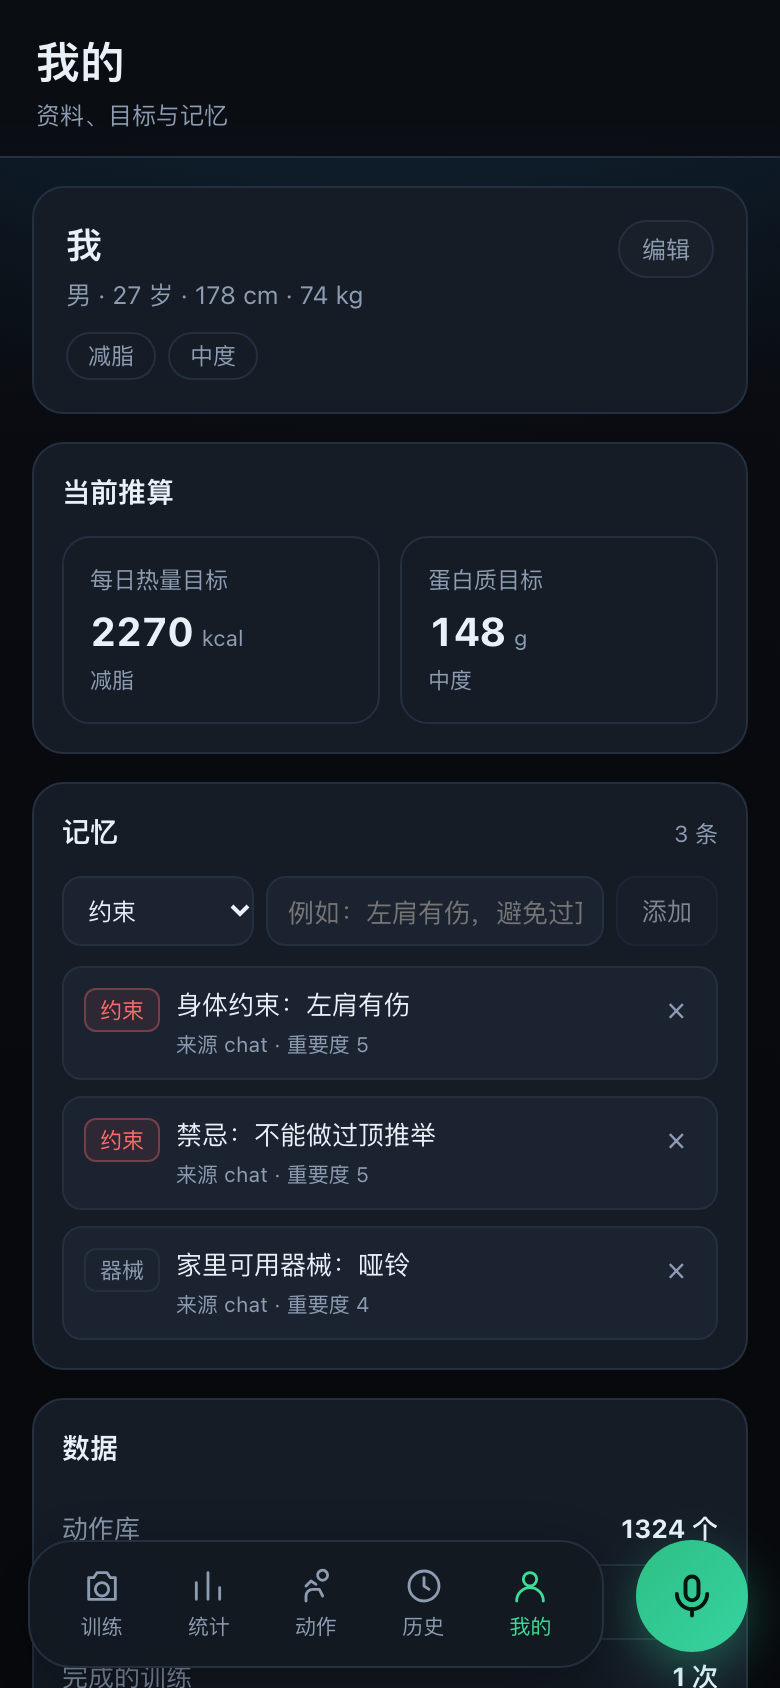 我的
资料、目标与记忆
我
编辑
男 · 27 岁 · 178 cm · 74 kg
减脂
中度
当前推算
每日热量目标
2270 kcal
减脂
蛋白质目标
148 g
中度
记忆
3 条
约束
例如：左肩有伤，避免过
添加
约束
身体约束：左肩有伤
×
来源 chat · 重要度 5
约束
禁忌：不能做过顶推举
×
来源 chat · 重要度 5
器械
家里可用器械：哑铃
×
来源 chat · 重要度 4
数据
动作库
1324 个
训练
统计
动作
历史
我的
完成的训练
1 次